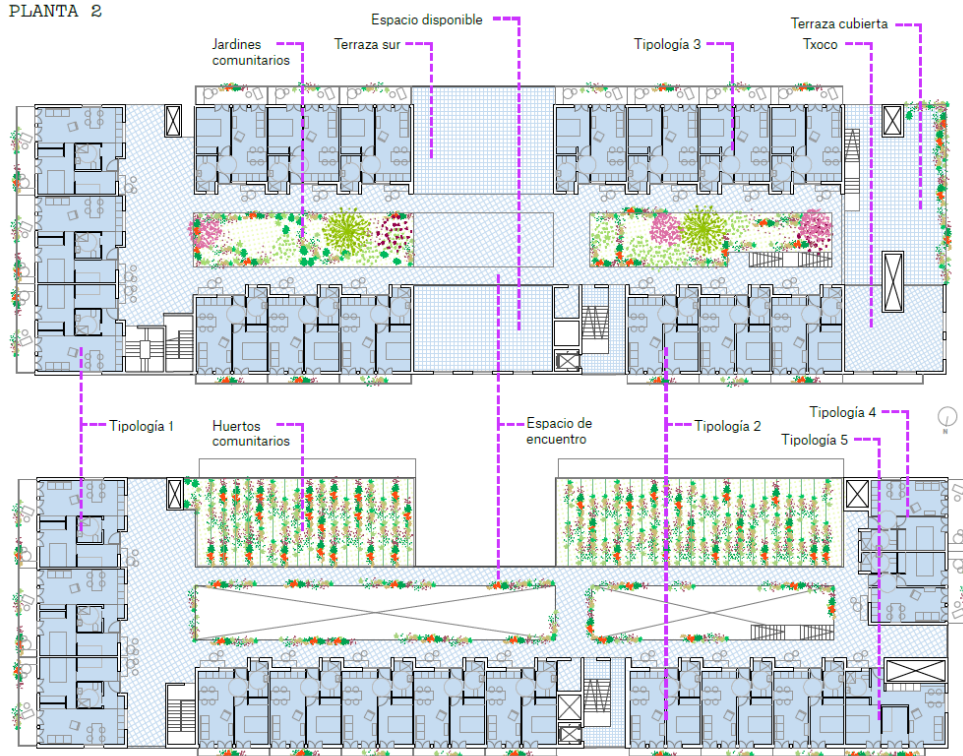 PLANTA 2
Espacio disponible
Jardines
comunitarios
Terraza sur
Tipología 3
Terraza cubierta
Txoco
Tipología 1
Huertos
comunitarios
Espacio de
encuentro
Tipología 2
Tipología 4
Tipología 5
N